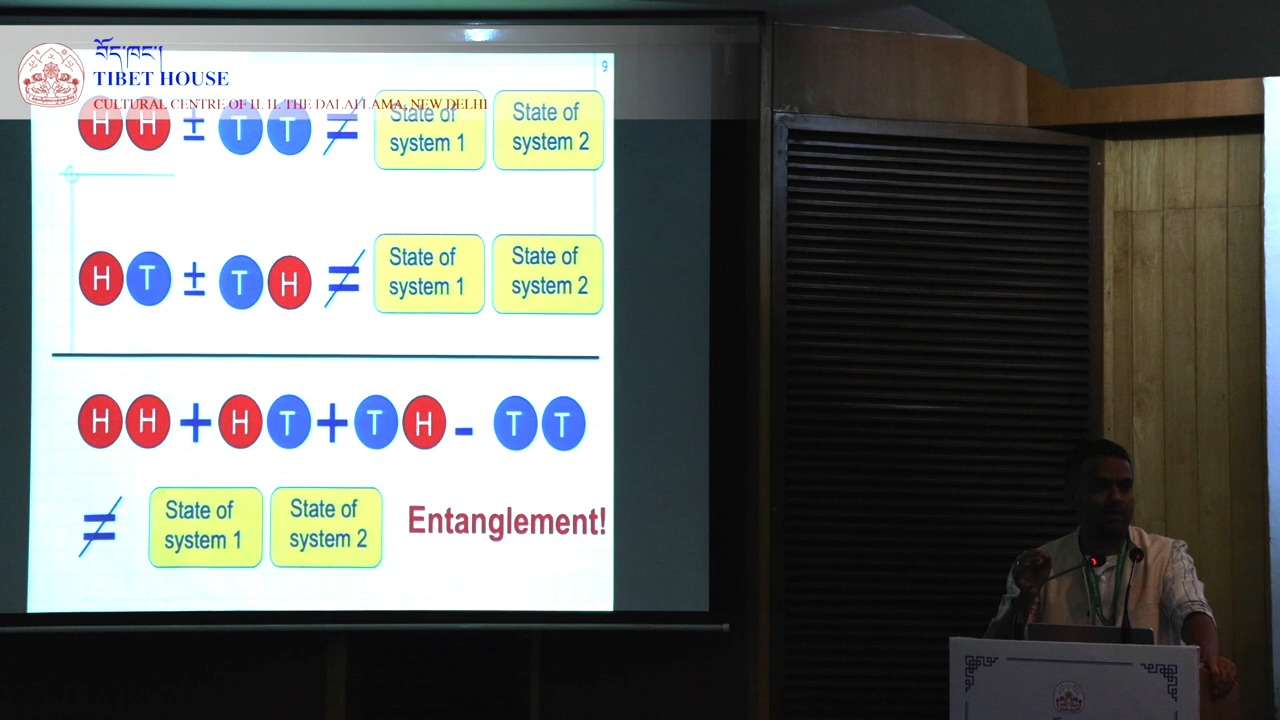 བོད་ཁང་།
TIBET HOUSE
CULTURAL CENTRE OF H. H. THE DALAI LAMA, NEW DELHI
9
H H ± T T ≠ State of system 1 State of system 2
H T ± T H ≠ State of system 1 State of system 2
H H + H T + T H - T T
≠ State of system 1 State of system 2 Entanglement!